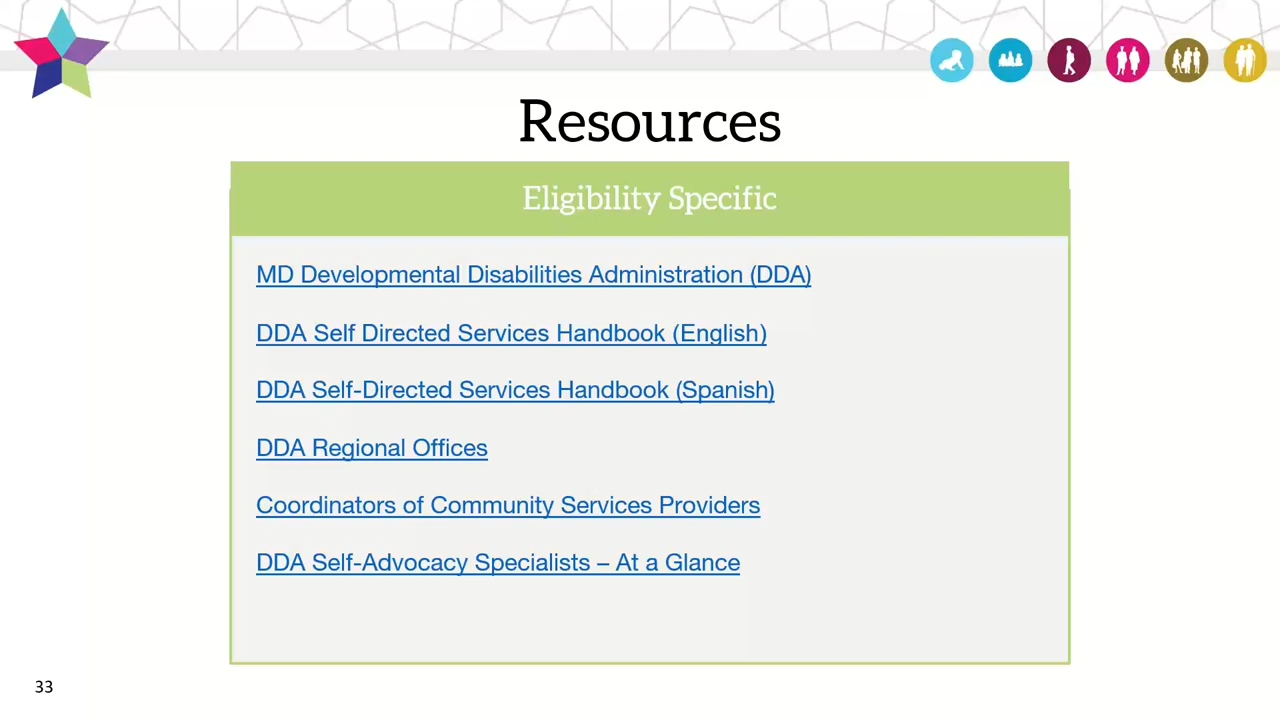 Resources
Eligibility Specific
MD Developmental Disabilities Administration (DDA)
DDA Self Directed Services Handbook (English)
DDA Self-Directed Services Handbook (Spanish)
DDA Regional Offices
Coordinators of Community Services Providers
DDA Self-Advocacy Specialists – At a Glance
33